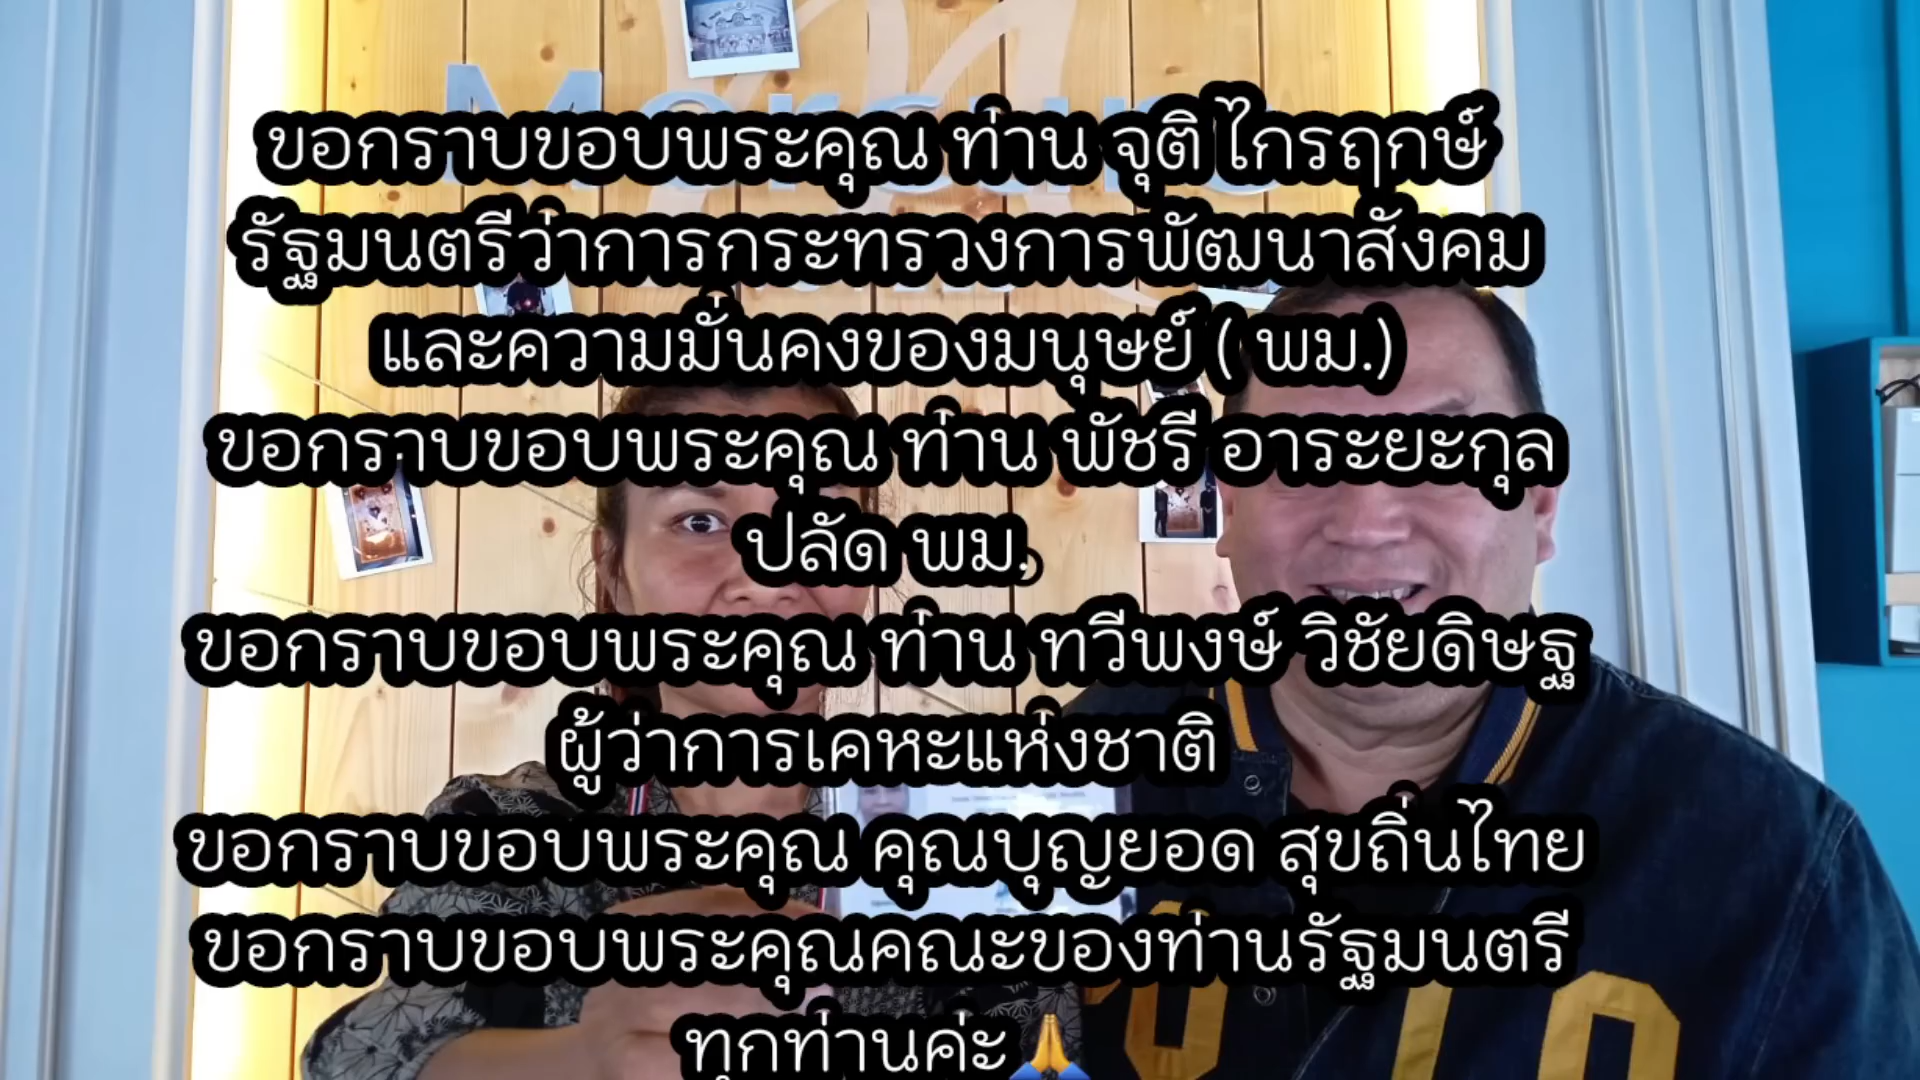 ขอกราบขอบพระคุณ ท่าน จุติ ไกรฤกษ์
รัฐมนตรีว่าการกระทรวงการพัฒนาสังคม
และความมั่นคงของมนุษย์ ( พม.)
ขอกราบขอบพระคุณ ท่าน พัชรี อาระยะกุล
ปลัด พม.
ขอกราบขอบพระคุณ ท่าน ทวีพงษ์ วิชัยดิษฐ
ผู้ว่าการเคหะแห่งชาติ
ขอกราบขอบพระคุณ คุณบุญยอด สุขถิ่นไทย
ขอกราบขอบพระคุณคณะของท่านรัฐมนตรี
ทุกท่านค่ะ🙏